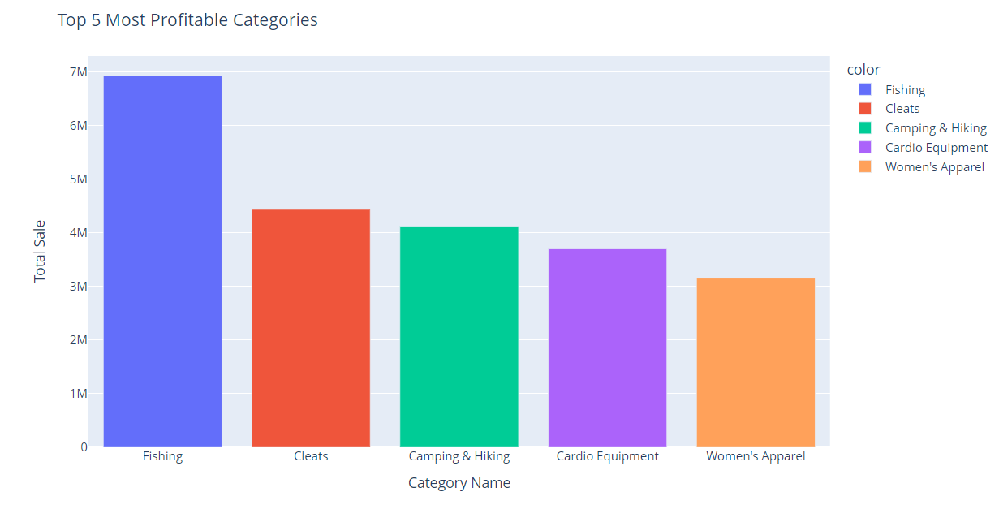 Top 5 Most Profitable Categories
Total Sale
7M
6M
5M
4M
3M
2M
1M
0
Fishing
Cleats
Camping & Hiking
Cardio Equipment
Women's Apparel
Category Name
color
Fishing
Cleats
Camping & Hiking
Cardio Equipment
Women's Apparel